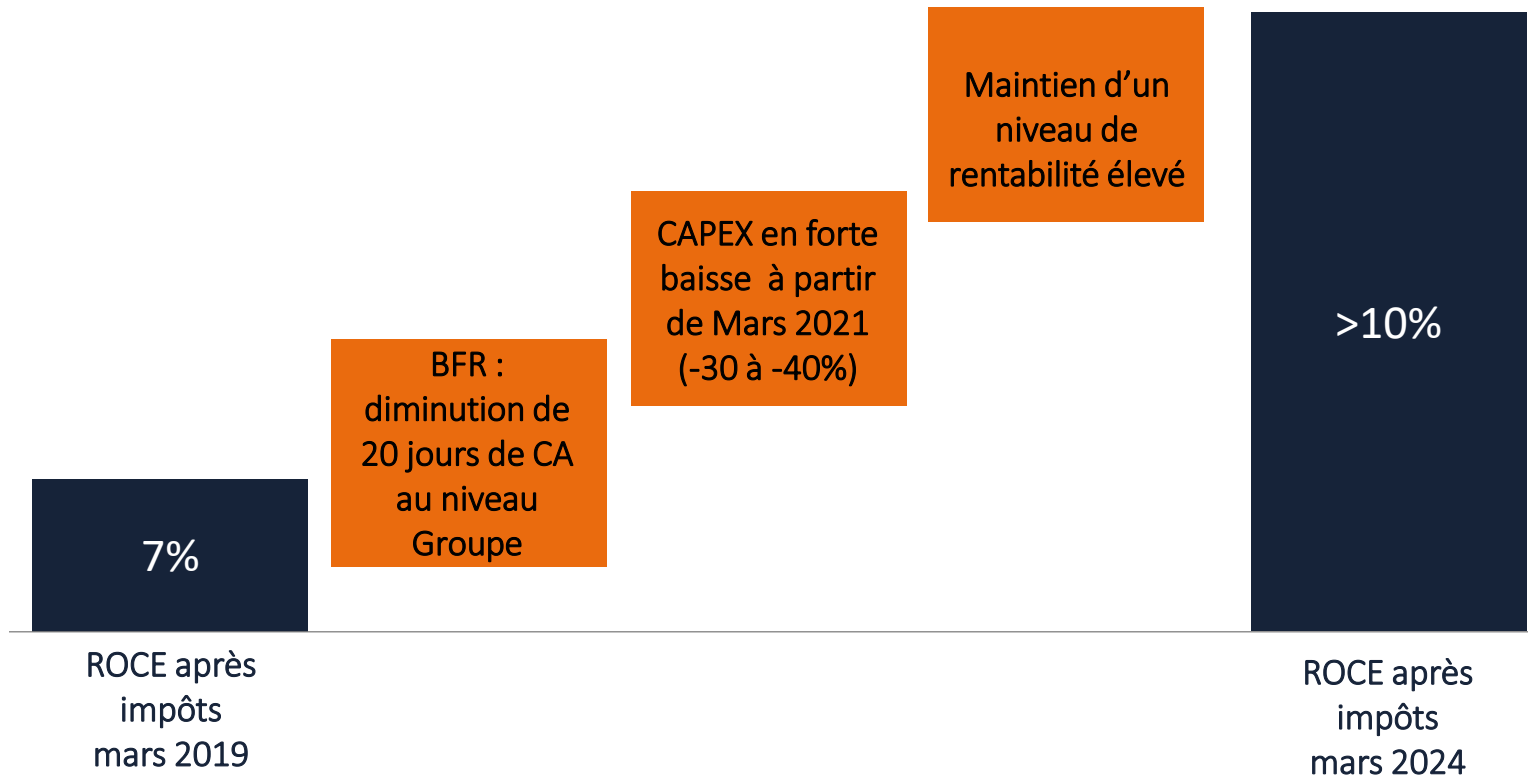 7%
ROCE après
impôts
mars 2019
BFR :
diminution de
20 jours de CA
au niveau
Groupe
CAPEX en forte
baisse  à partir
de Mars 2021
(-30 à -40%)
Maintien d’un
niveau de
rentabilité élevé
>10%
ROCE après
impôts
mars 2024